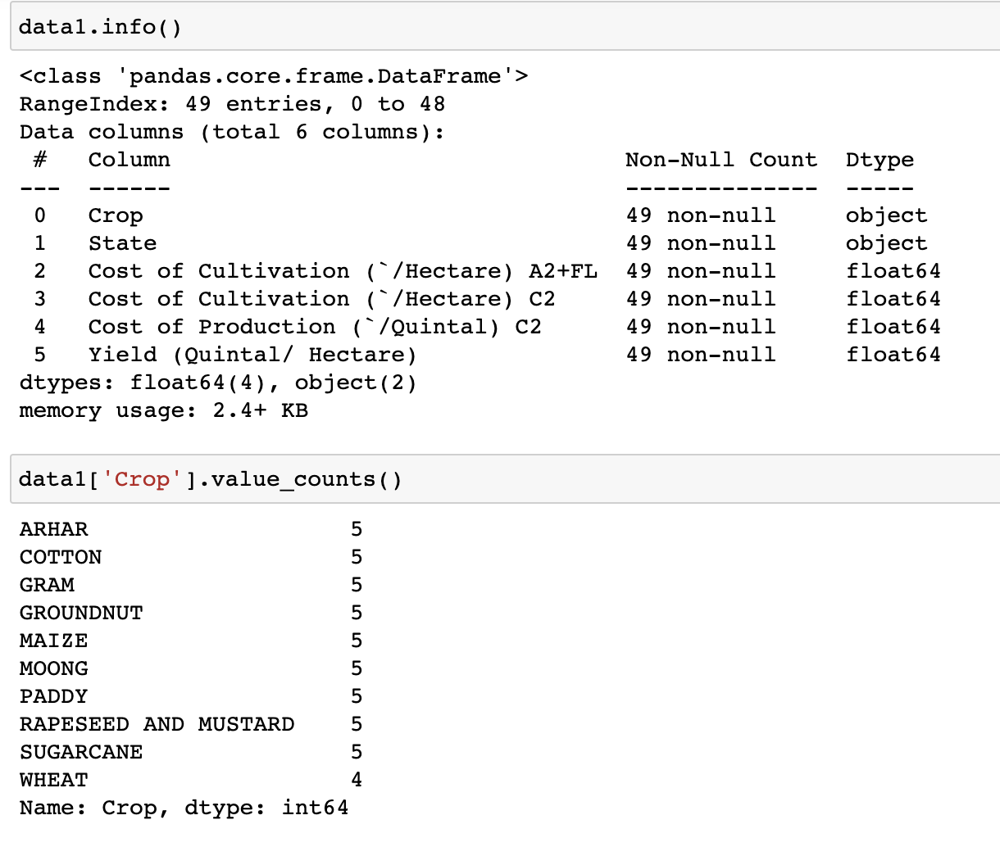 data1.info()
<class 'pandas.core.frame.DataFrame'>
RangeIndex: 49 entries, 0 to 48
Data columns (total 6 columns):
 #   Column                                 Non-Null Count  Dtype
---  ------                                 --------------  -----
 0   Crop                                   49 non-null     object
 1   State                                  49 non-null     object
 2   Cost of Cultivation (`/Hectare) A2+FL  49 non-null     float64
 3   Cost of Cultivation (`/Hectare) C2     49 non-null     float64
 4   Cost of Production (`/Quintal) C2      49 non-null     float64
 5   Yield (Quintal/ Hectare)               49 non-null     float64
dtypes: float64(4), object(2)
memory usage: 2.4+ KB
data1['Crop'].value_counts()
ARHAR                   5
COTTON                  5
GRAM                    5
GROUNDNUT               5
MAIZE                   5
MOONG                   5
PADDY                   5
RAPESEED AND MUSTARD    5
SUGARCANE               5
WHEAT                   4
Name: Crop, dtype: int64